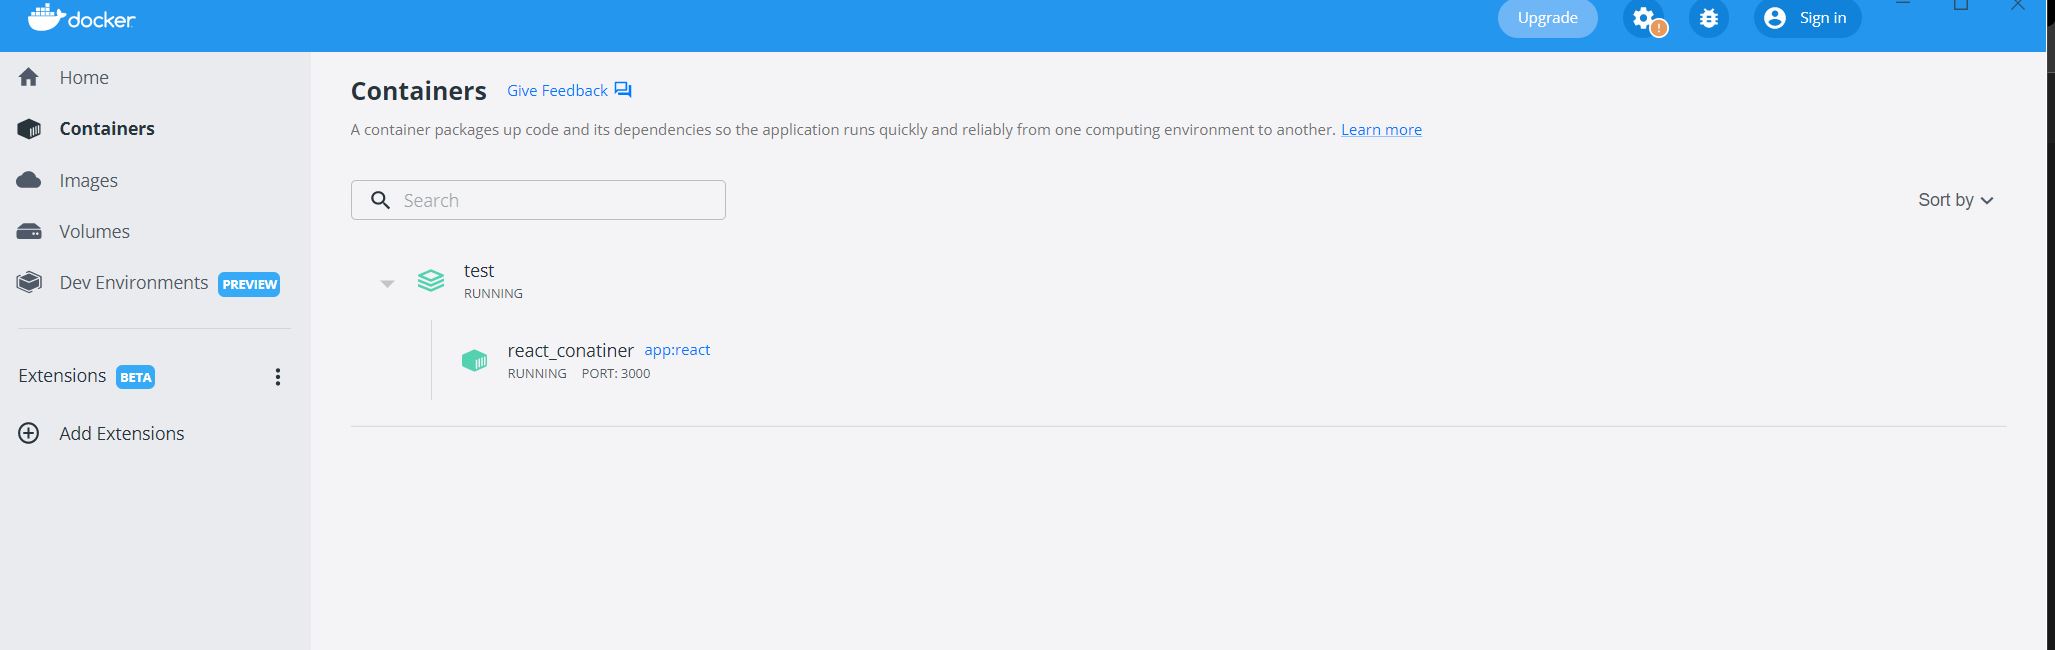 docker
Upgrade
!
Sign in
Home
Containers
Images
Volumes
Dev Environments PREVIEW
Extensions BETA
Add Extensions
Containers Give Feedback
A container packages up code and its dependencies so the application runs quickly and reliably from one computing environment to another. Learn more
Search
Sort by
test
RUNNING
react_conatiner app:react
RUNNING PORT: 3000